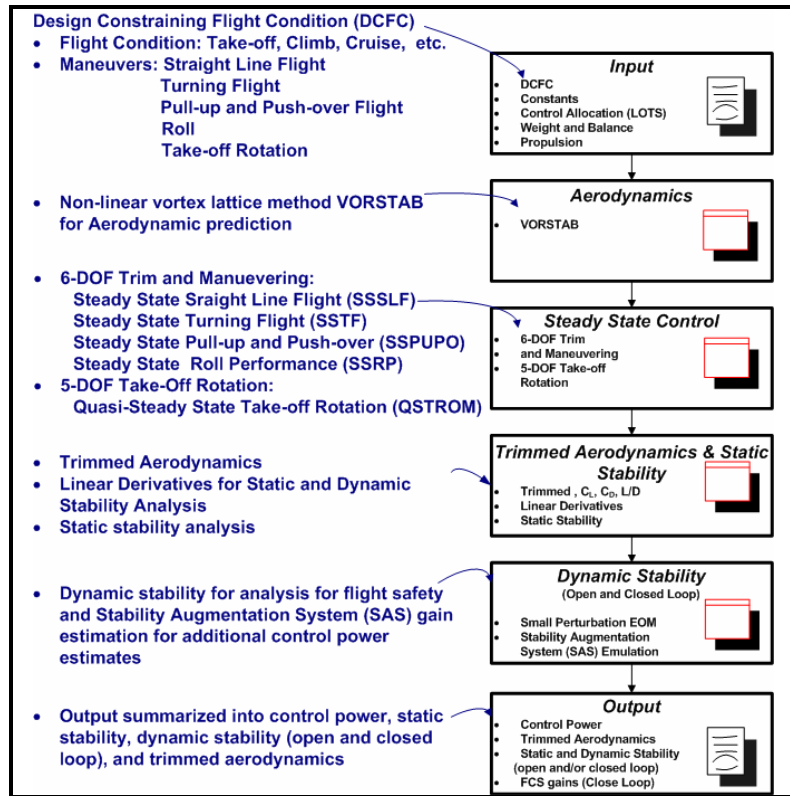 Design Constraining Flight Condition (DCFC)
• Flight Condition: Take-off, Climb, Cruise, etc.
• Maneuvers: Straight Line Flight
Turning Flight
Pull-up and Push-over Flight
Roll
Take-off Rotation
Input
• DCFC
• Constants
• Control Allocation (LOTS)
• Weight and Balance
• Propulsion
• Non-linear vortex lattice method VORSTAB
for Aerodynamic prediction
Aerodynamics
• VORSTAB
• 6-DOF Trim and Manuevering:
Steady State Sraight Line Flight (SSSLF)
Steady State Turning Flight (SSTF)
Steady State Pull-up and Push-over (SSPUPO)
Steady State Roll Performance (SSRP)
• 5-DOF Take-Off Rotation:
Quasi-Steady State Take-off Rotation (QSTROM)
Steady State Control
• 6-DOF Trim
• and Maneuvering
• 5-DOF Take-off
Rotation
• Trimmed Aerodynamics
• Linear Derivatives for Static and Dynamic
Stability Analysis
• Static stability analysis
Trimmed Aerodynamics & Static
Stability
• Trimmed , CL, CD, L/D
• Linear Derivatives
• Static Stability
• Dynamic stability for analysis for flight safety
and Stability Augmentation System (SAS) gain
estimation for additional control power
estimates
Dynamic Stability
(Open and Closed Loop)
• Small Perturbation EOM
• Stability Augmentation
System (SAS) Emulation
• Output summarized into control power, static
stability, dynamic stability (open and closed
loop), and trimmed aerodynamics
Output
• Control Power
• Trimmed Aerodynamics
• Static and Dynamic Stability
(open and/or closed loop)
• FCS gains (Close Loop)